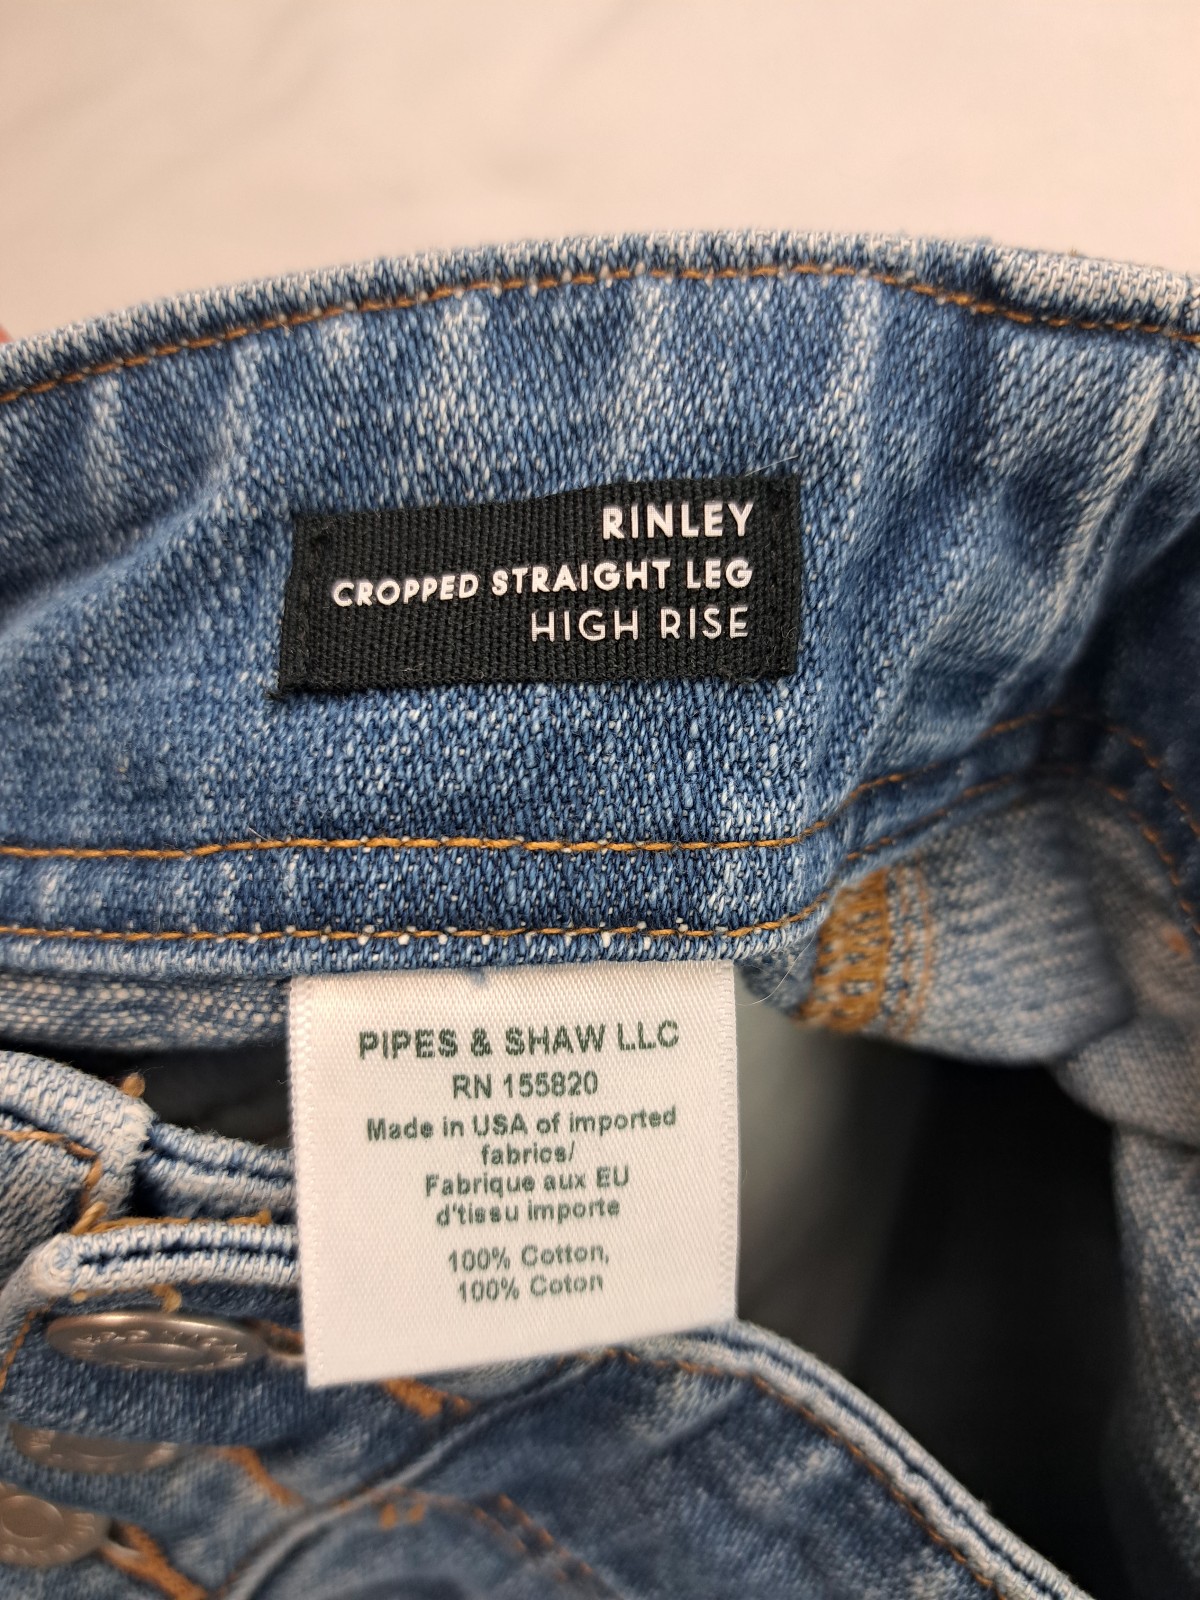 RINLEY
CROPPED STRAIGHT LEG
HIGH RISE
PIPES & SHAW LLC
RN 155820
Made in USA of imported
fabrics/
Fabrique aux EU
d'tissu importe
100% Cotton,
100% Coton